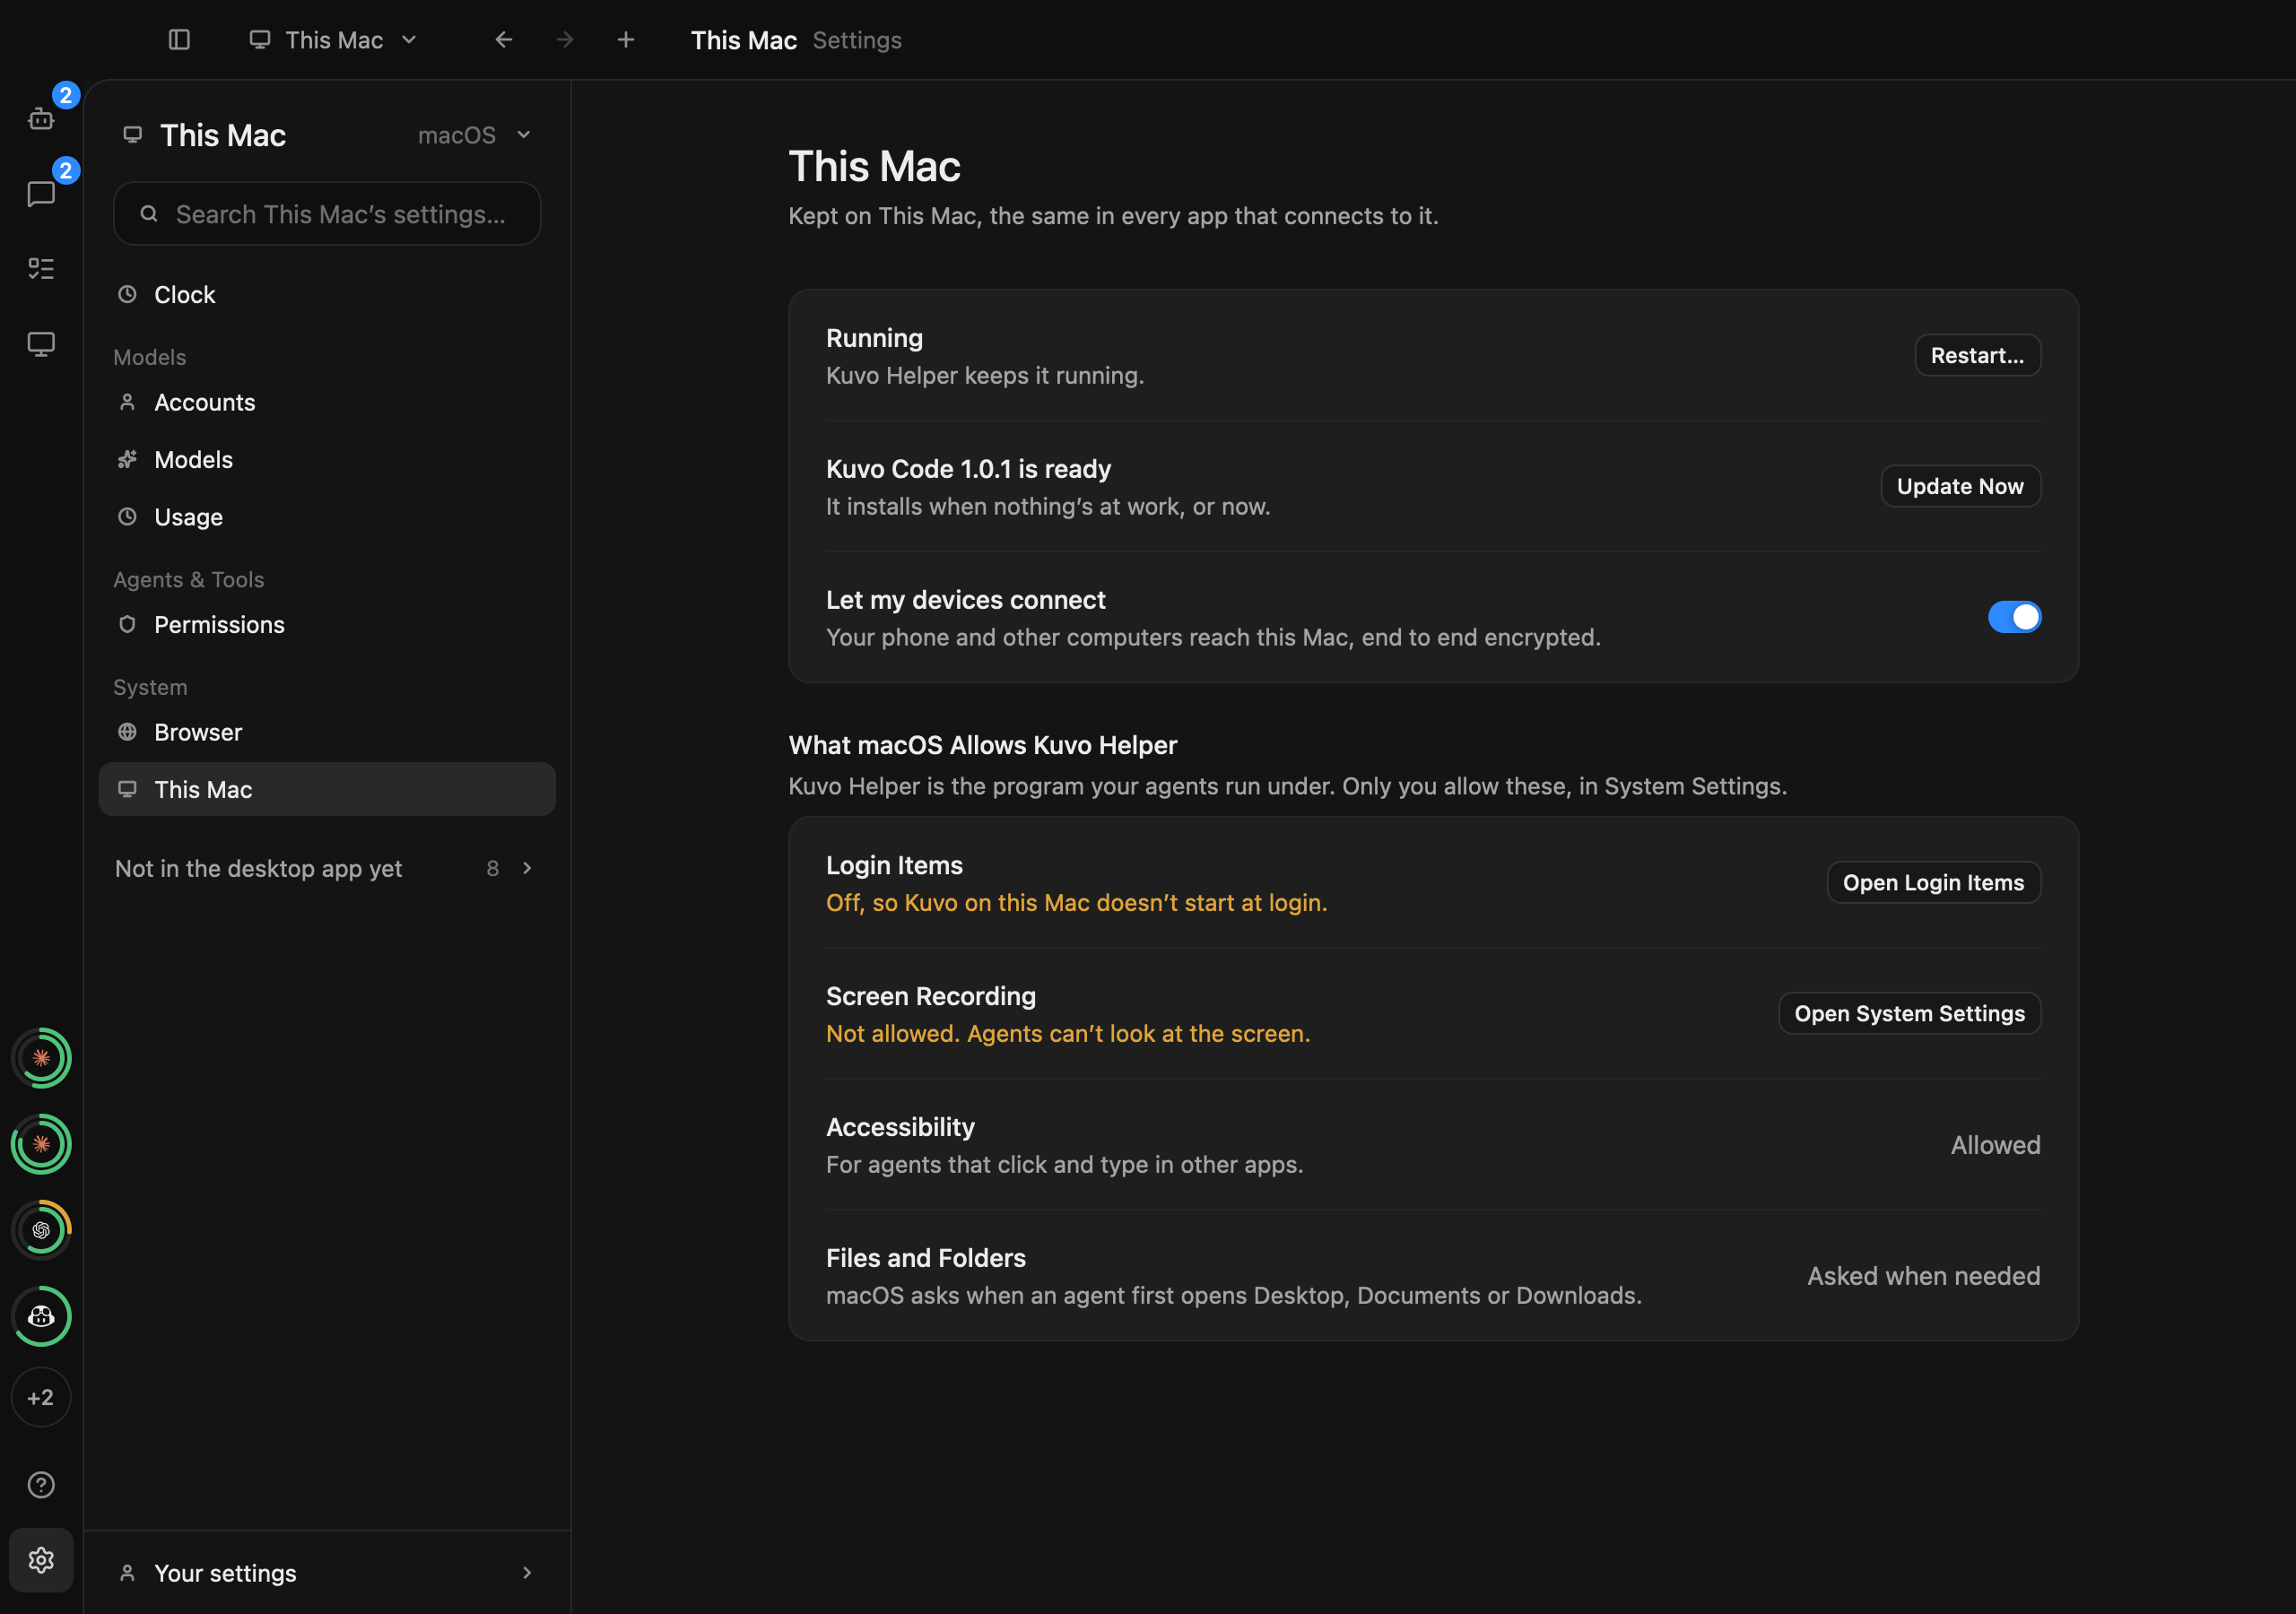 This Mac
This Mac Settings
2
2
This Mac macOS
Search This Mac’s settings...
Clock
Models
Accounts
Models
Usage
Agents & Tools
Permissions
System
Browser
This Mac
Not in the desktop app yet 8
+2
Your settings
This Mac
Kept on This Mac, the same in every app that connects to it.
Running
Kuvo Helper keeps it running.
Restart...
Kuvo Code 1.0.1 is ready
It installs when nothing’s at work, or now.
Update Now
Let my devices connect
Your phone and other computers reach this Mac, end to end encrypted.
What macOS Allows Kuvo Helper
Kuvo Helper is the program your agents run under. Only you allow these, in System Settings.
Login Items
Off, so Kuvo on this Mac doesn’t start at login.
Open Login Items
Screen Recording
Not allowed. Agents can’t look at the screen.
Open System Settings
Accessibility
For agents that click and type in other apps.
Allowed
Files and Folders
macOS asks when an agent first opens Desktop, Documents or Downloads.
Asked when needed